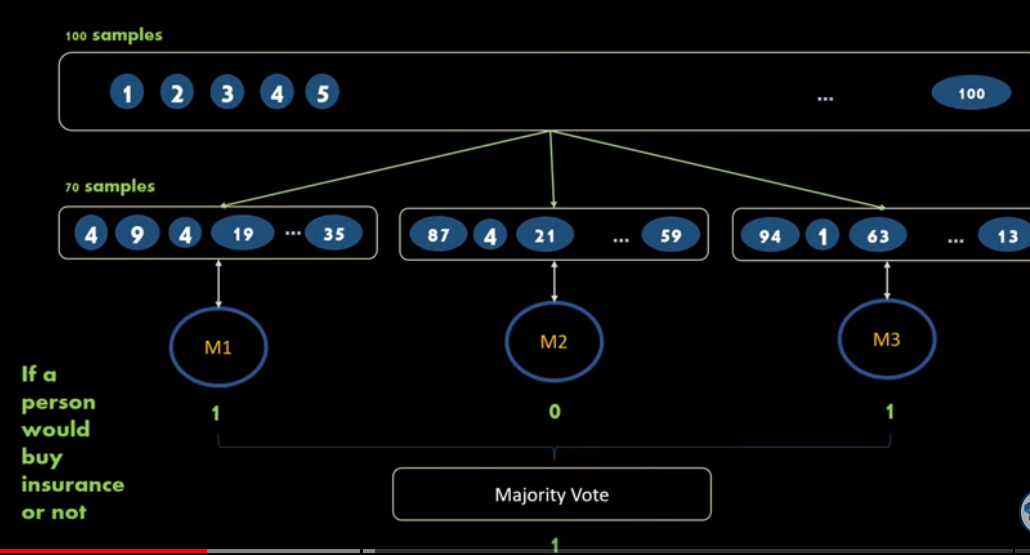 100 samples
1 2 3 4 5 ... 100
70 samples
4 9 4 19 ... 35
87 4 21 ... 59
94 1 63 ... 13
M1
M2
M3
If a
person
would
buy
insurance
or not
1
0
1
Majority Vote
1